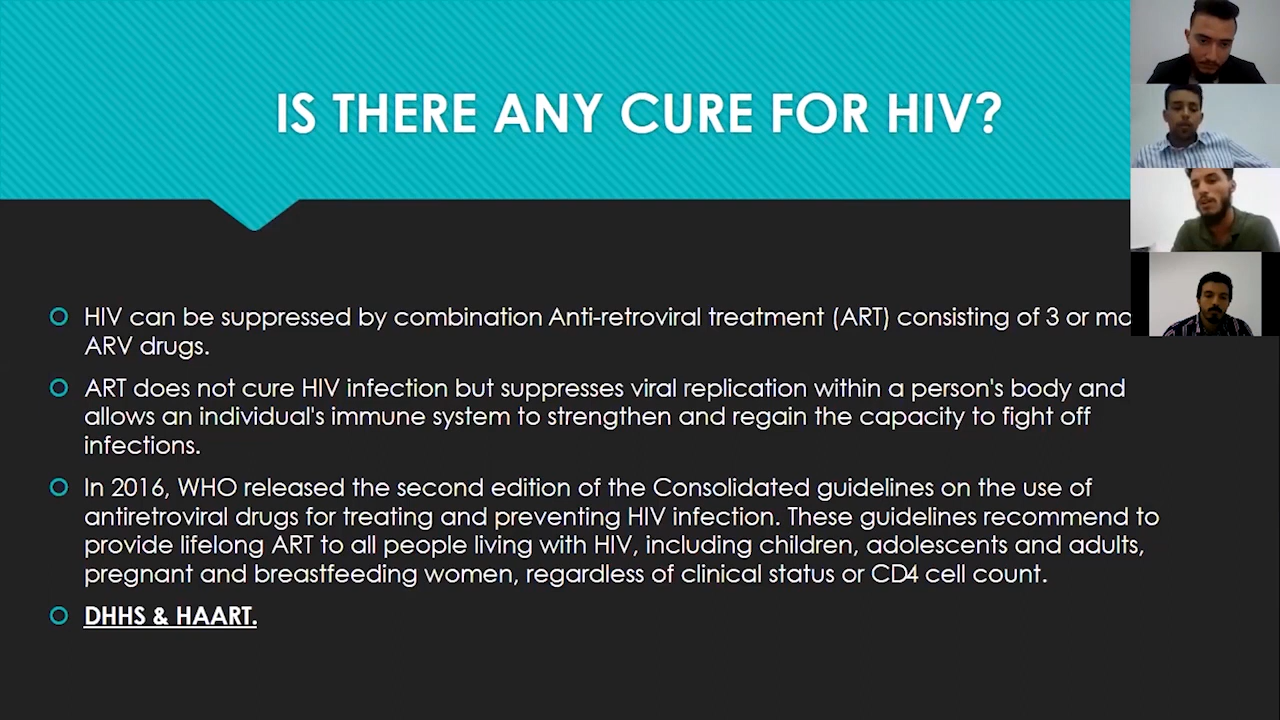 IS THERE ANY CURE FOR HIV?
HIV can be suppressed by combination Anti-retroviral treatment (ART) consisting of 3 or
ARV drugs.
ART does not cure HIV infection but suppresses viral replication within a person's body and
allows an individual's immune system to strengthen and regain the capacity to fight off
infections.
In 2016, WHO released the second edition of the Consolidated guidelines on the use of
antiretroviral drugs for treating and preventing HIV infection. These guidelines recommend to
provide lifelong ART to all people living with HIV, including children, adolescents and adults,
pregnant and breastfeeding women, regardless of clinical status or CD4 cell count.
DHHS & HAART.